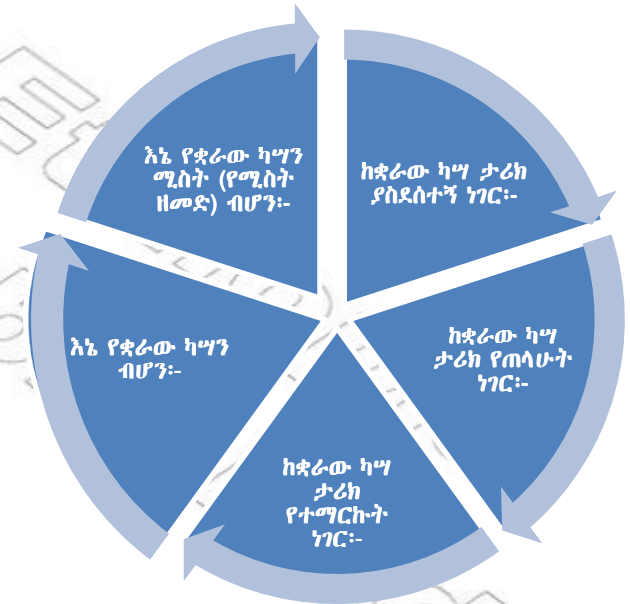 ከቋራው ካሣ ታሪክ
ያስደሰተኝ ነገር፡-
ከቋራው ካሣ
ታሪክ የጠላሁት
ነገር፡-
ከቋራው ካሣ
ታሪክ
የተማርኩት
ነገር፡-
እኔ የቋራው ካሣን
ብሆን፡-
እኔ የቋራው ካሣን
ሚስት (የሚስት
ዘመድ) ብሆን፡-